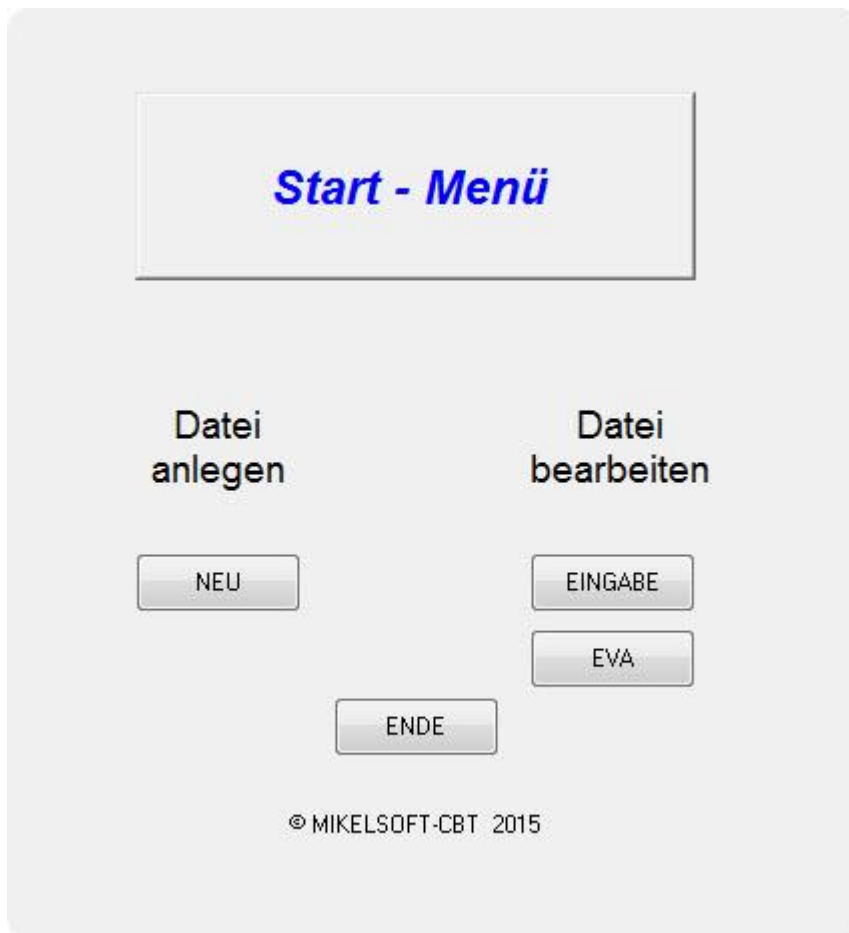 Start - Menü
Datei
anlegen
Datei
bearbeiten
NEU
EINGABE
EVA
ENDE
© MIKELSOFT-CBT 2015